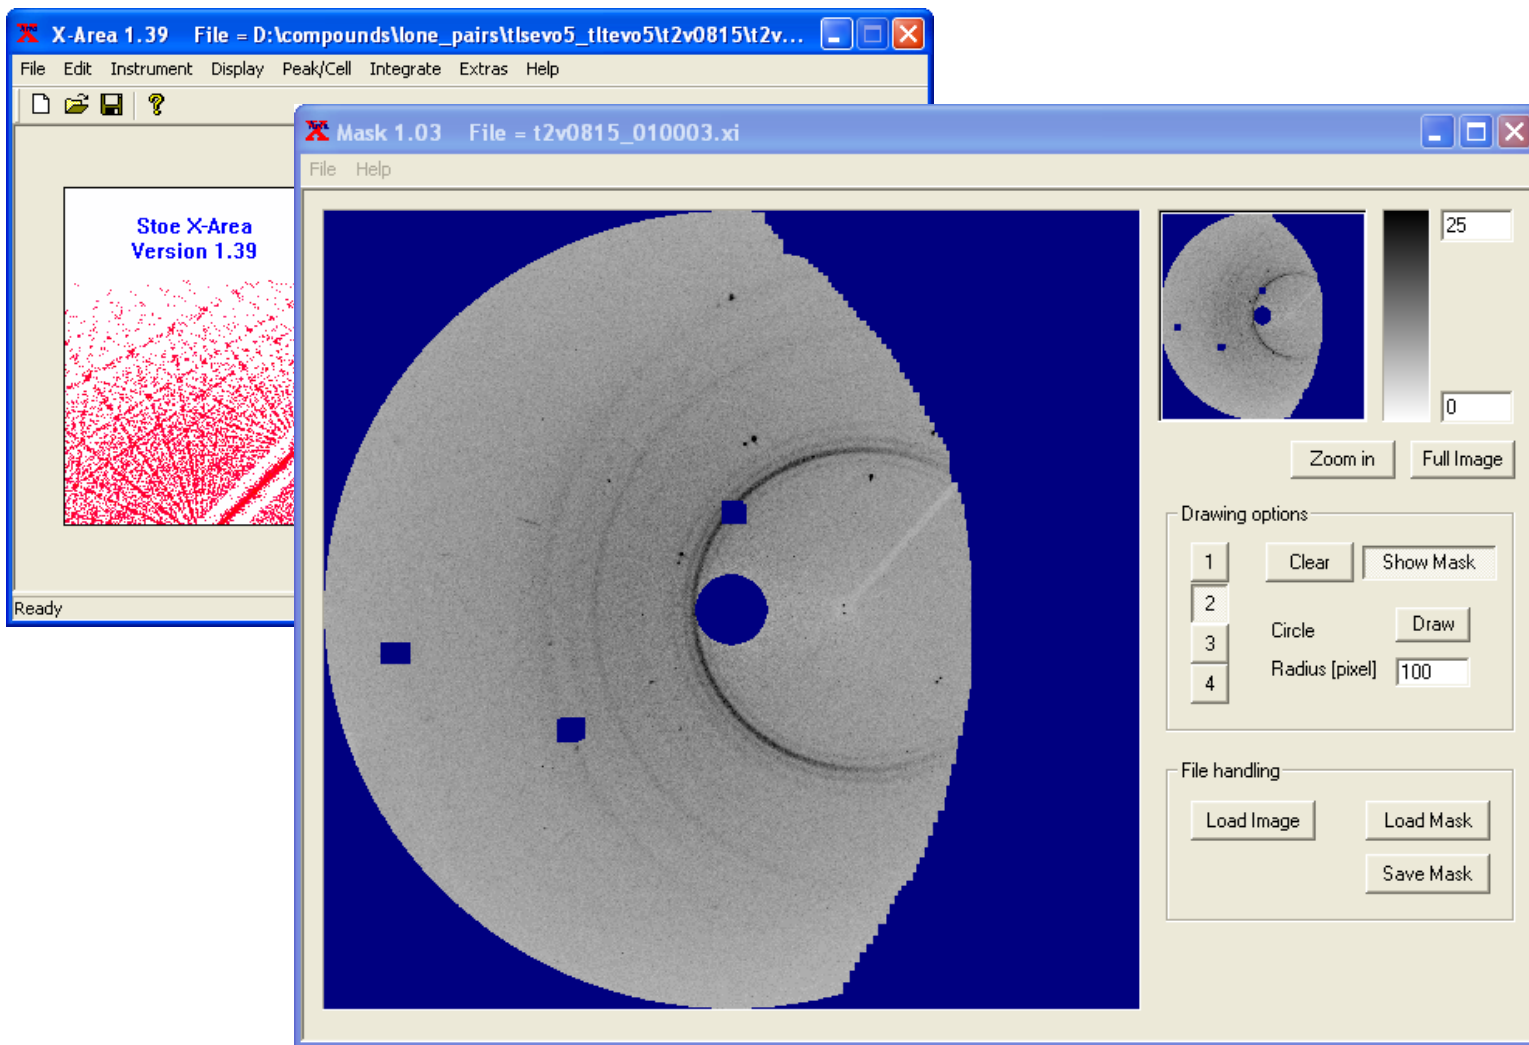 X-Area 1.39 File = D:\compounds\lone_pairs\tlsevo5_tltevo5\t2v0815\t2v...
File Edit Instrument Display Peak/Cell Integrate Extras Help
Stoe X-Area
Version 1.39
Ready
Mask 1.03 File = t2v0815_010003.xi
File Help
25
0
Zoom in Full Image
Drawing options
1 Clear Show Mask
2
Circle Draw
3
Radius [pixel] 100
4
File handling
Load Image Load Mask
Save Mask